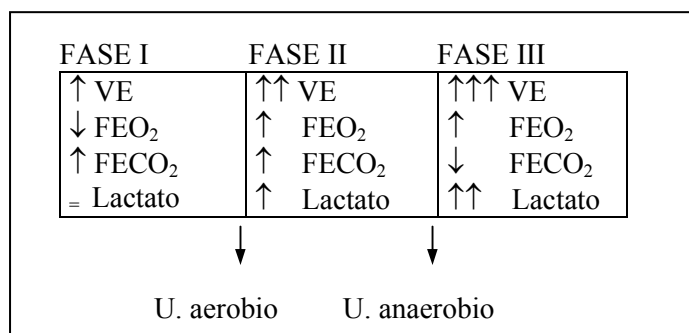 FASE I FASE II FASE III
↑ VE ↑↑ VE ↑↑↑ VE
↓ FEO₂ ↑ FEO₂ ↑ FEO₂
↑ FECO₂ ↑ FECO₂ ↓ FECO₂
= Lactato ↑ Lactato ↑↑ Lactato
U. aerobio U. anaerobio